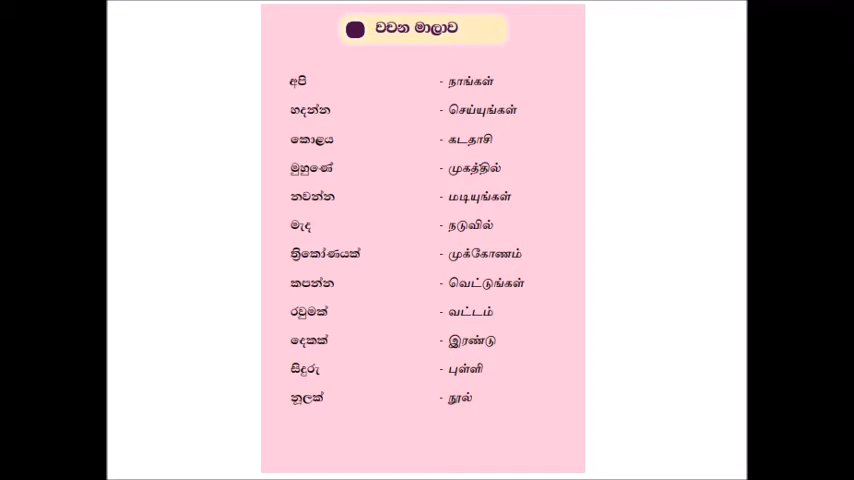 වචන මාලාව
අපි - நாங்கள்
හදන්න - செய்யுங்கள்
කොළය - கடதாசி
මුහුණේ - முகத்தில்
නවන්න - மடியுங்கள்
මැද - நடுவில்
ත්‍රිකෝණයක් - முக்கோணம்
කපන්න - வெட்டுங்கள்
රවුමක් - வட்டம்
දෙකක් - இரண்டு
සිදුරු - புள்ளி
නූලක් - நூல்